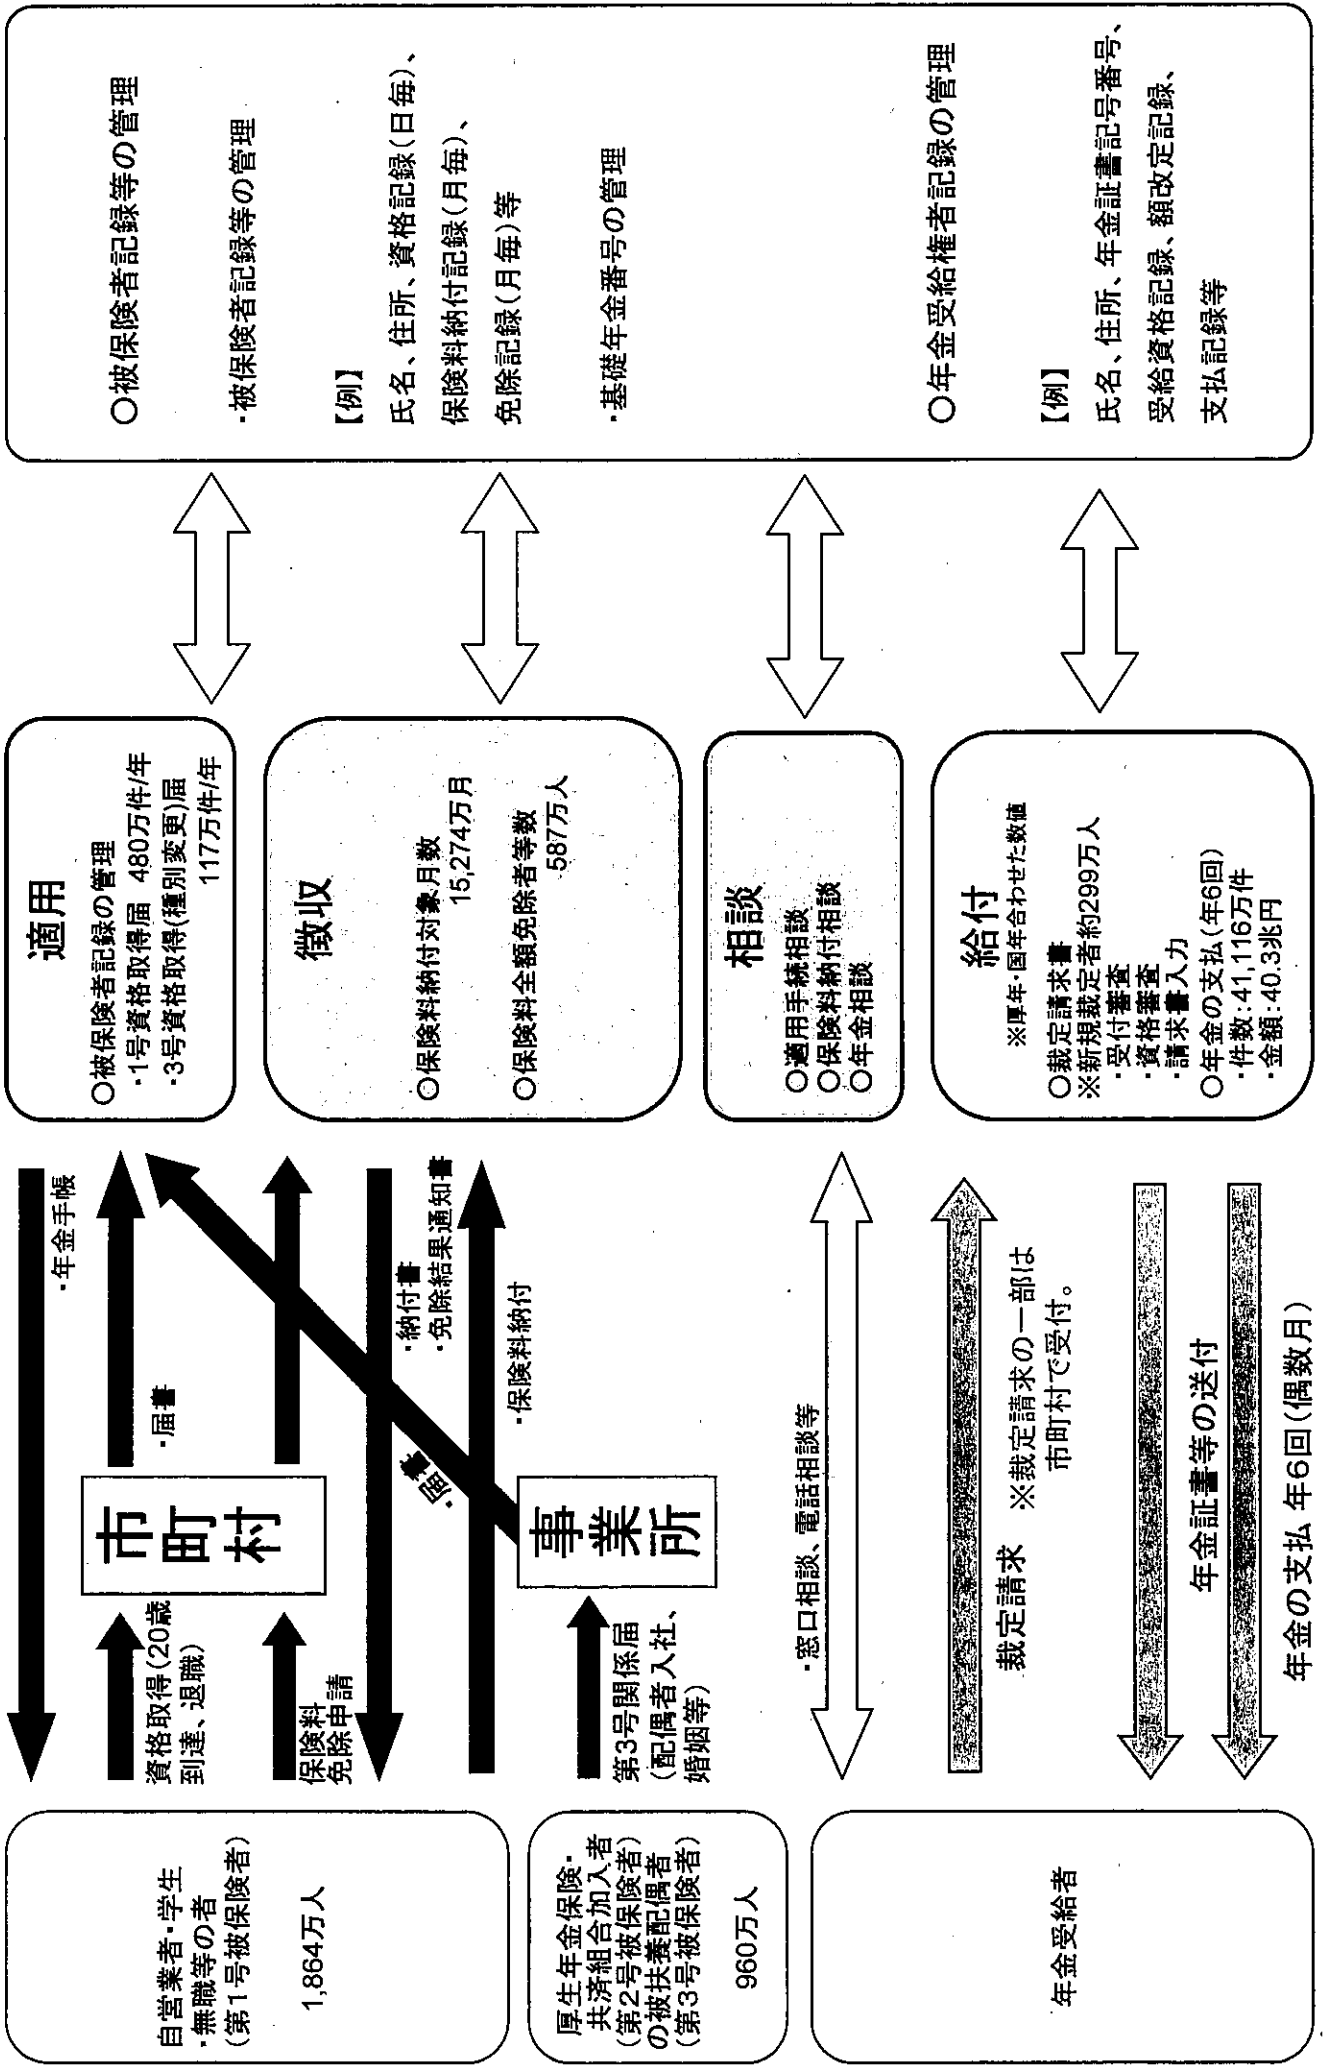 自営業者・学生
・無職等の者
(第1号被保険者)
1,864万人
厚生年金保険・
共済組合加入者
(第2号被保険者)
の被扶養配偶者
(第3号被保険者)
960万人
年金受給者
・年金手帳
資格取得(20歳
到達、退職)
市町村
・届書
保険料
免除申請
・納付書
・免除結果通知書
・保険料納付
第3号関係届
(配偶者入社、
婚姻等)
事業所
・届書
・窓口相談、電話相談等
裁定請求 ※裁定請求の一部は
市町村で受付。
年金証書等の送付
年金の支払 年6回(偶数月)
適用
○被保険者記録の管理
・1号資格取得届 480万件/年
・3号資格取得(種別変更)届
117万件/年
徴収
○保険料納付対象月数
15,274万月
○保険料全額免除者等数
587万人
相談
○適用手続相談
○保険料納付相談
○年金相談
給付
※厚年・国年合わせた数値
○裁定請求書
※新規裁定者約299万人
・受付審査
・資格審査
・請求書入力
○年金の支払(年6回)
・件数:41,116万件
・金額:40.3兆円
○被保険者記録等の管理
・被保険者記録等の管理
【例】
氏名、住所、資格記録(日毎)、
保険料納付記録(月毎)、
免除記録(月毎)等
・基礎年金番号の管理
○年金受給権者記録の管理
【例】
氏名、住所、年金証書記号番号、
受給資格記録、額改定記録、
支払記録等